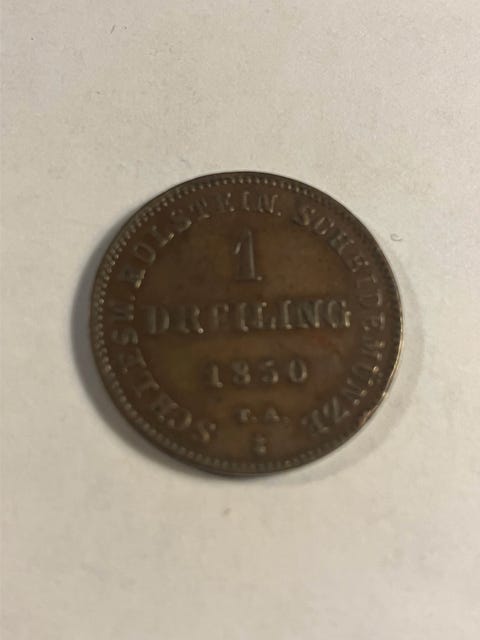 SCHLESW. HOLSTEIN. SCHEIDEMÜNZE
1
DREILING
1850
T.A.